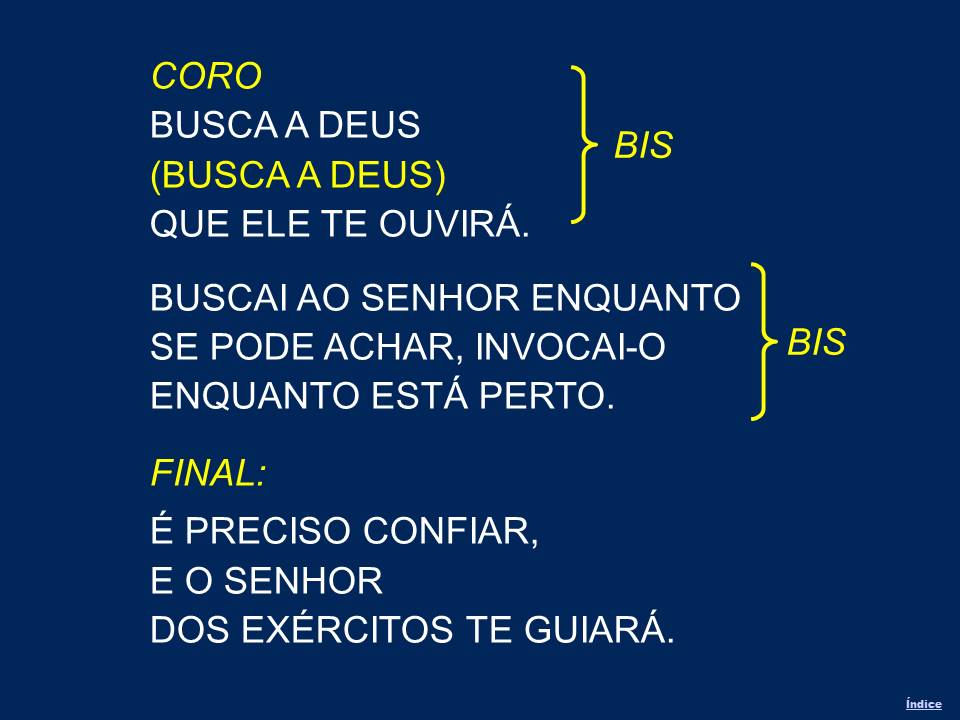 CORO
BUSCA A DEUS
(BUSCA A DEUS)
QUE ELE TE OUVIRÁ.
BIS
BUSCAI AO SENHOR ENQUANTO
SE PODE ACHAR, INVOCAI-O
ENQUANTO ESTÁ PERTO.
BIS
FINAL:
É PRECISO CONFIAR,
E O SENHOR
DOS EXÉRCITOS TE GUIARÁ.
Índice